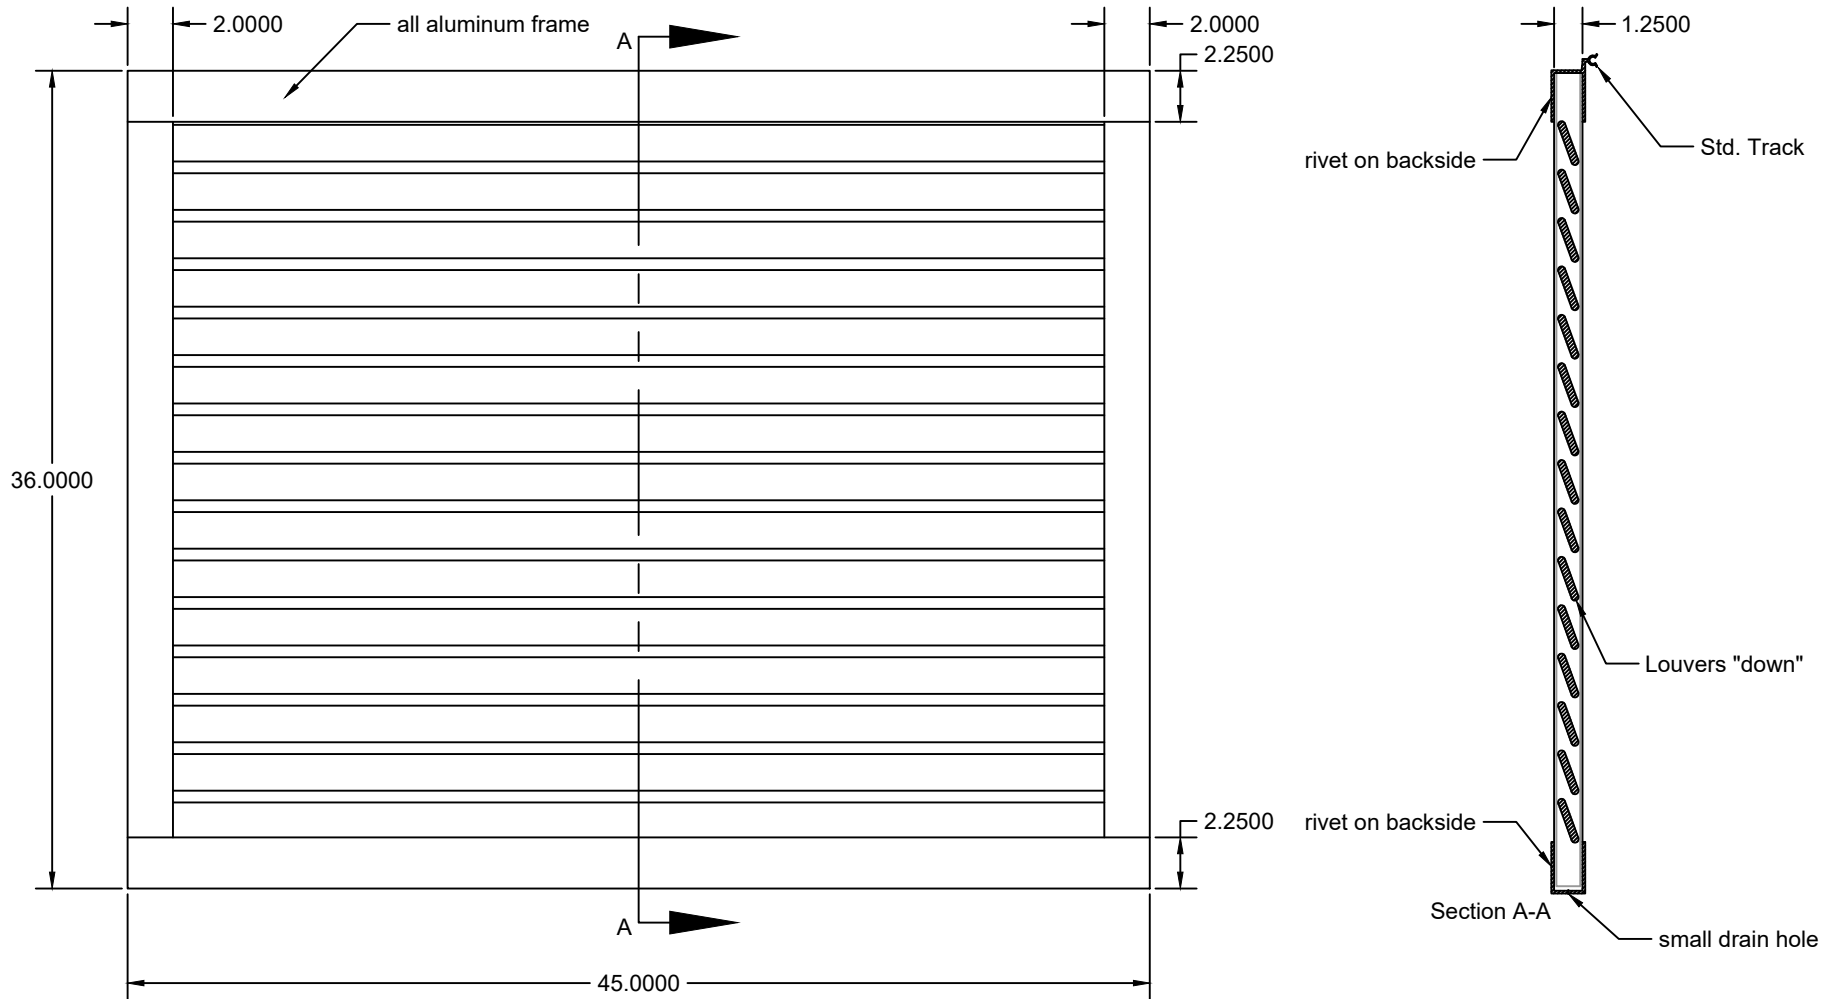 2.0000
all aluminum frame
A
2.0000
1.2500
2.2500
Std. Track
rivet on backside
36.0000
Louvers "down"
2.2500
rivet on backside
Section A-A
A
small drain hole
45.0000